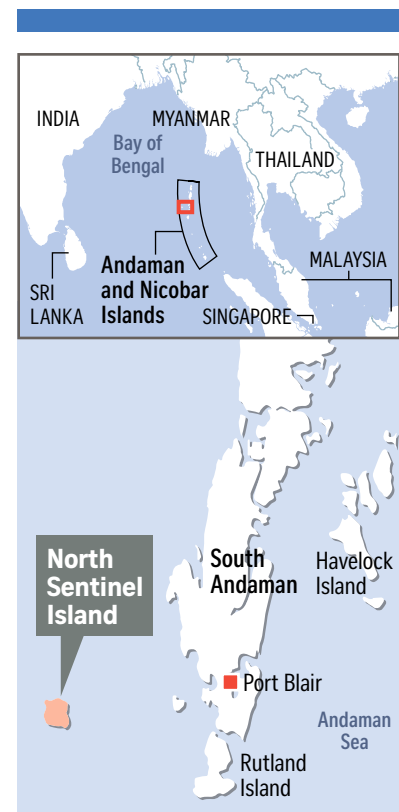 INDIA
MYANMAR
Bay of
Bengal
THAILAND
SRI
LANKA
Andaman
and Nicobar
Islands
MALAYSIA
SINGAPORE
North
Sentinel
Island
South
Andaman
Havelock
Island
Port Blair
Andaman
Sea
Rutland
Island